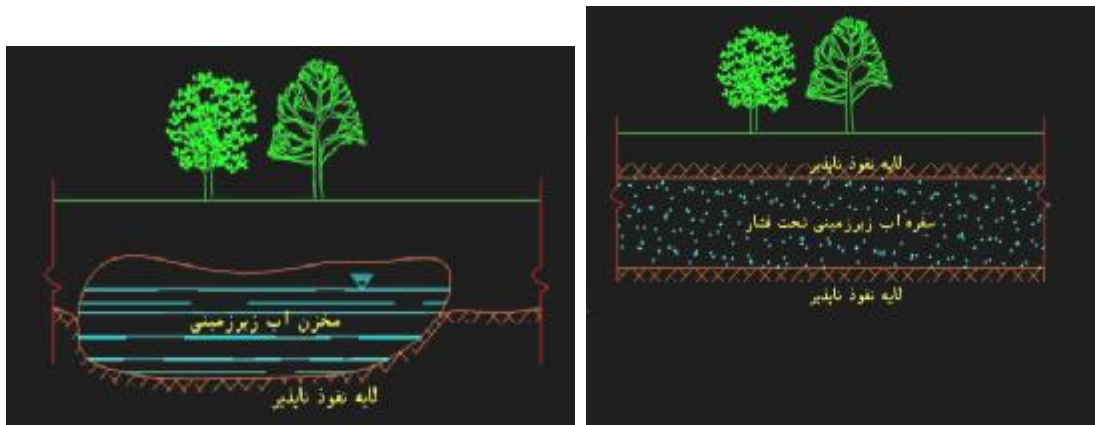 مخزن آب زیرزمینی
لایه نفوذ ناپذیر
لایه نفوذ ناپذیر
سفره آب زیرزمینی تحت فشار
لایه نفوذ ناپذیر